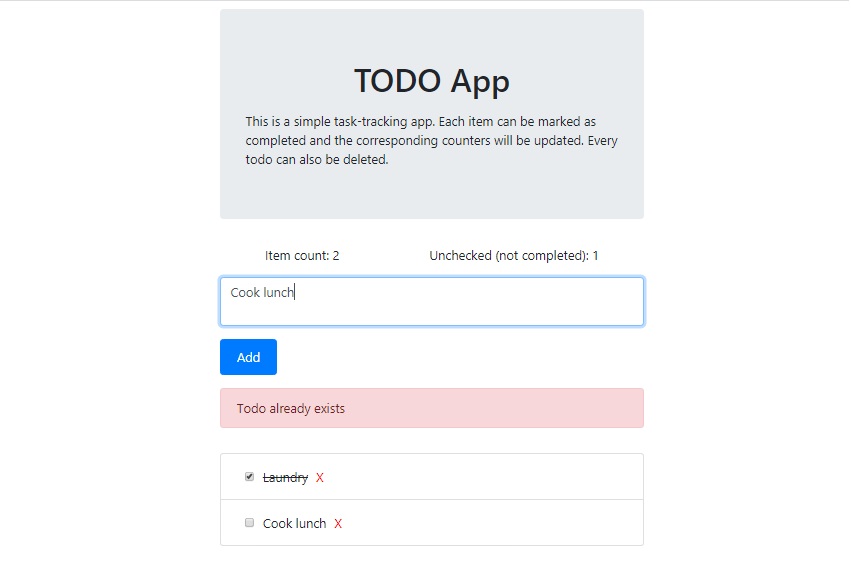 TODO App
This is a simple task-tracking app. Each item can be marked as
completed and the corresponding counters will be updated. Every
todo can also be deleted.
Item count: 2 Unchecked (not completed): 1
Cook lunch
Add
Todo already exists
Laundry X
Cook lunch X